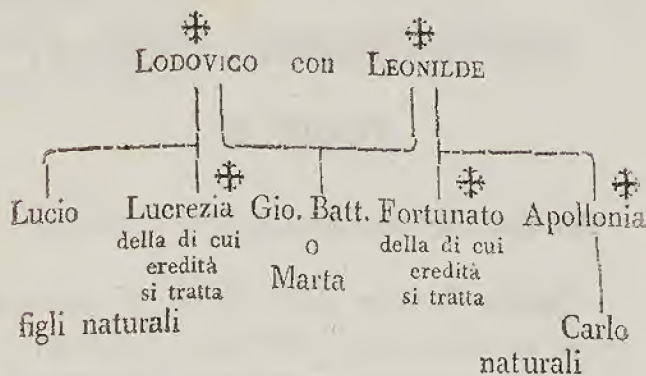 LODOVICO con LEONILDE
Lucio Lucrezia Gio. Batt. Fortunato Apollonia
della di cui o della di cui
eredità Marta eredità
si tratta si tratta
figli naturali Carlo
naturali